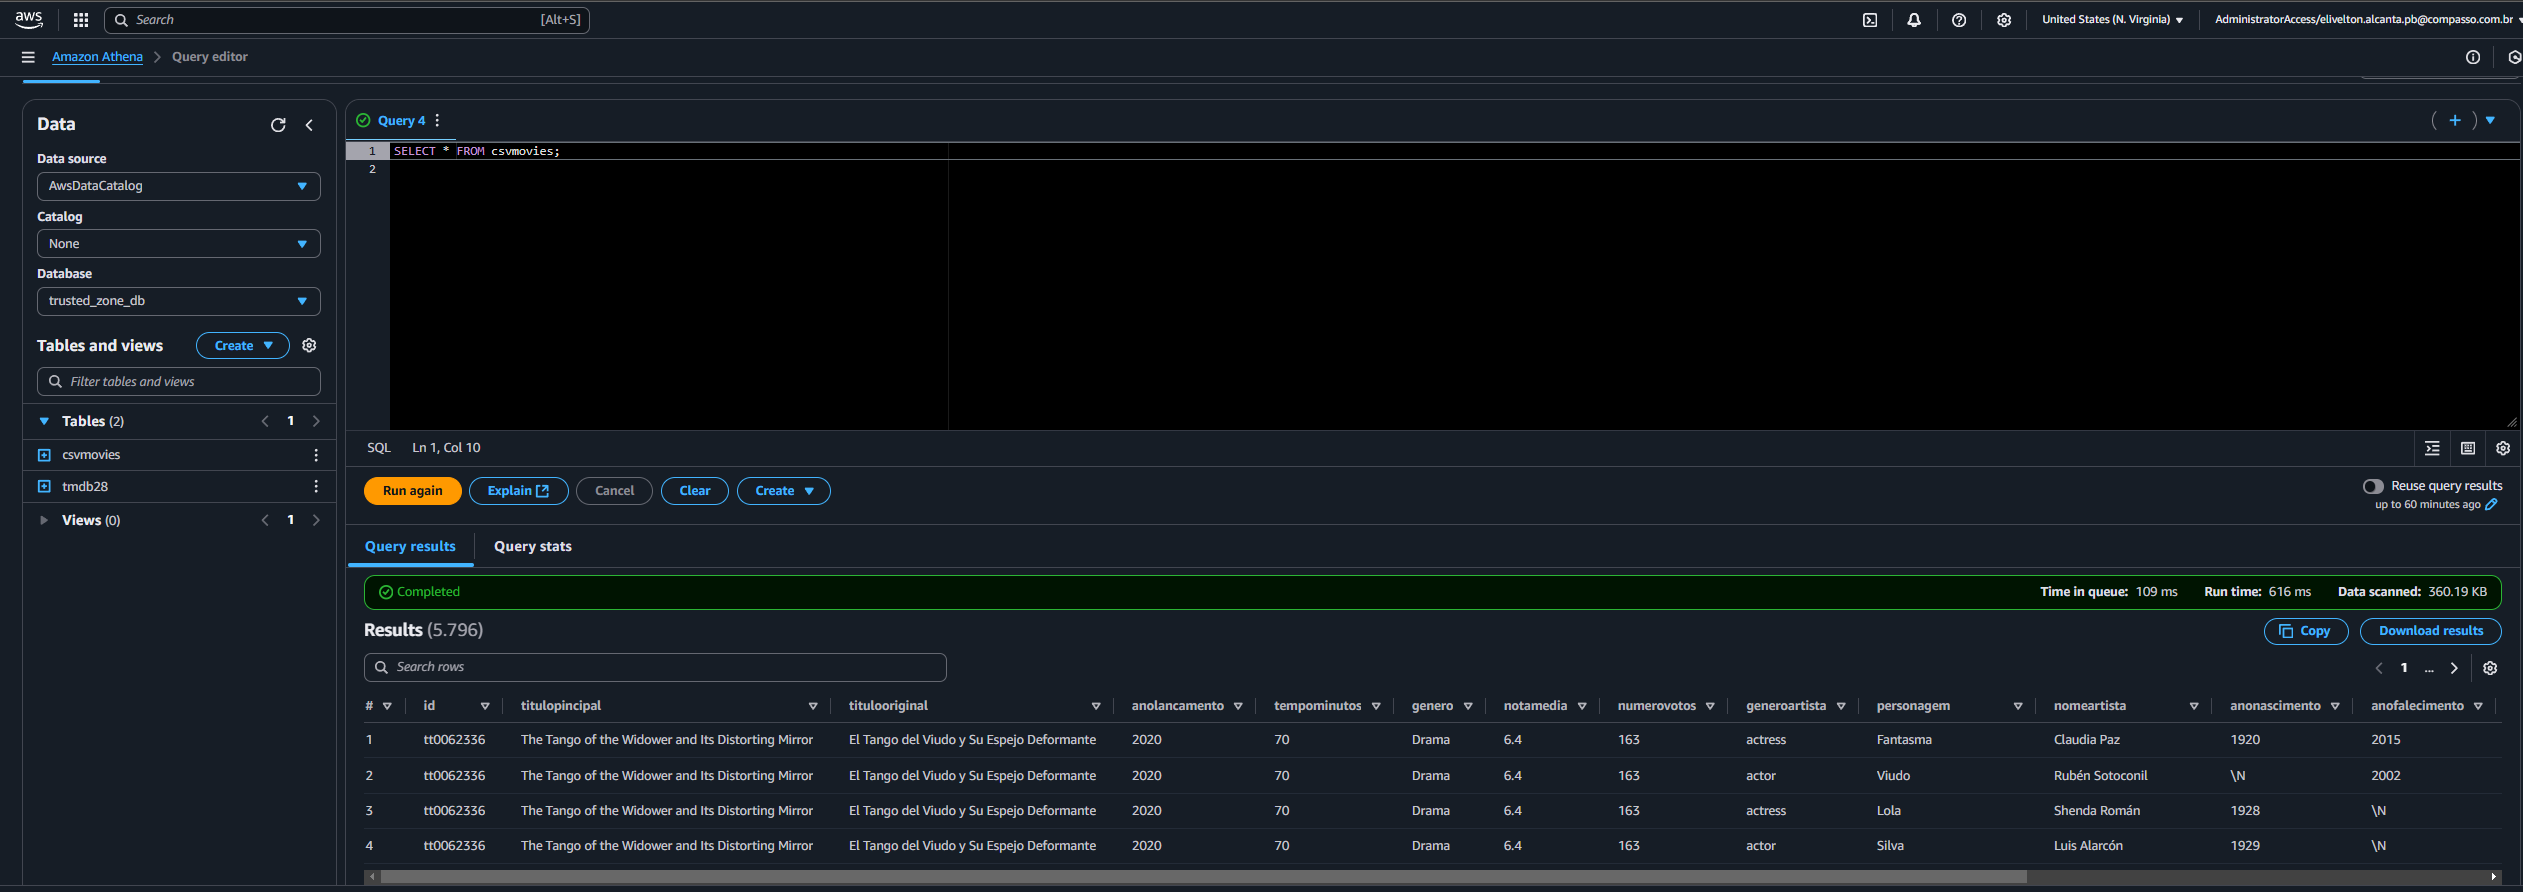 aws
Search [Alt+S]
United States (N. Virginia)
AdministratorAccess/elivelton.alcanta.pb@compasso.com.br
Amazon Athena
Query editor
Data
Data source
AwsDataCatalog
Catalog
None
Database
trusted_zone_db
Tables and views
Create
Filter tables and views
Tables (2)
1
csvmovies
tmdb28
Views (0)
1
Query 4
1 SELECT * FROM csvmovies;
2
SQL Ln 1, Col 10
Run again
Explain
Cancel
Clear
Create
Reuse query results
up to 60 minutes ago
Query results
Query stats
Completed
Time in queue: 109 ms
Run time: 616 ms
Data scanned: 360.19 KB
Results (5.796)
Copy
Download results
Search rows
1 ...
# id titulopincipal titulooriginal anolancamento tempominutos genero notamedia numerovotos generoartista personagem nomeartista anonascimento anofalecimento
1 tt0062336 The Tango of the Widower and Its Distorting Mirror El Tango del Viudo y Su Espejo Deformante 2020 70 Drama 6.4 163 actress Fantasma Claudia Paz 1920 2015
2 tt0062336 The Tango of the Widower and Its Distorting Mirror El Tango del Viudo y Su Espejo Deformante 2020 70 Drama 6.4 163 actor Viudo Rubén Sotoconil \N 2002
3 tt0062336 The Tango of the Widower and Its Distorting Mirror El Tango del Viudo y Su Espejo Deformante 2020 70 Drama 6.4 163 actress Lola Shenda Román 1928 \N
4 tt0062336 The Tango of the Widower and Its Distorting Mirror El Tango del Viudo y Su Espejo Deformante 2020 70 Drama 6.4 163 actor Silva Luis Alarcón 1929 \N